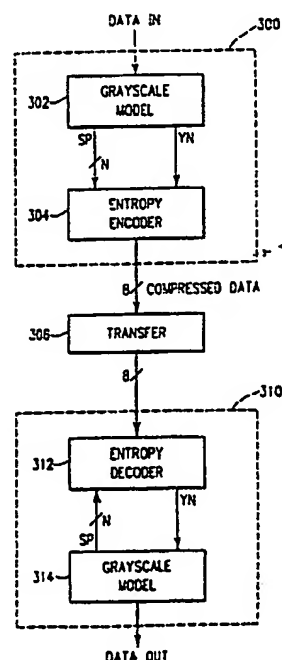 DATA IN
300
302
GRAYSCALE
MODEL
SP
N
YN
304
ENTROPY
ENCODER
8
COMPRESSED DATA
306
TRANSFER
8
310
312
ENTROPY
DECODER
N
YN
SP
314
GRAYSCALE
MODEL
DATA OUT